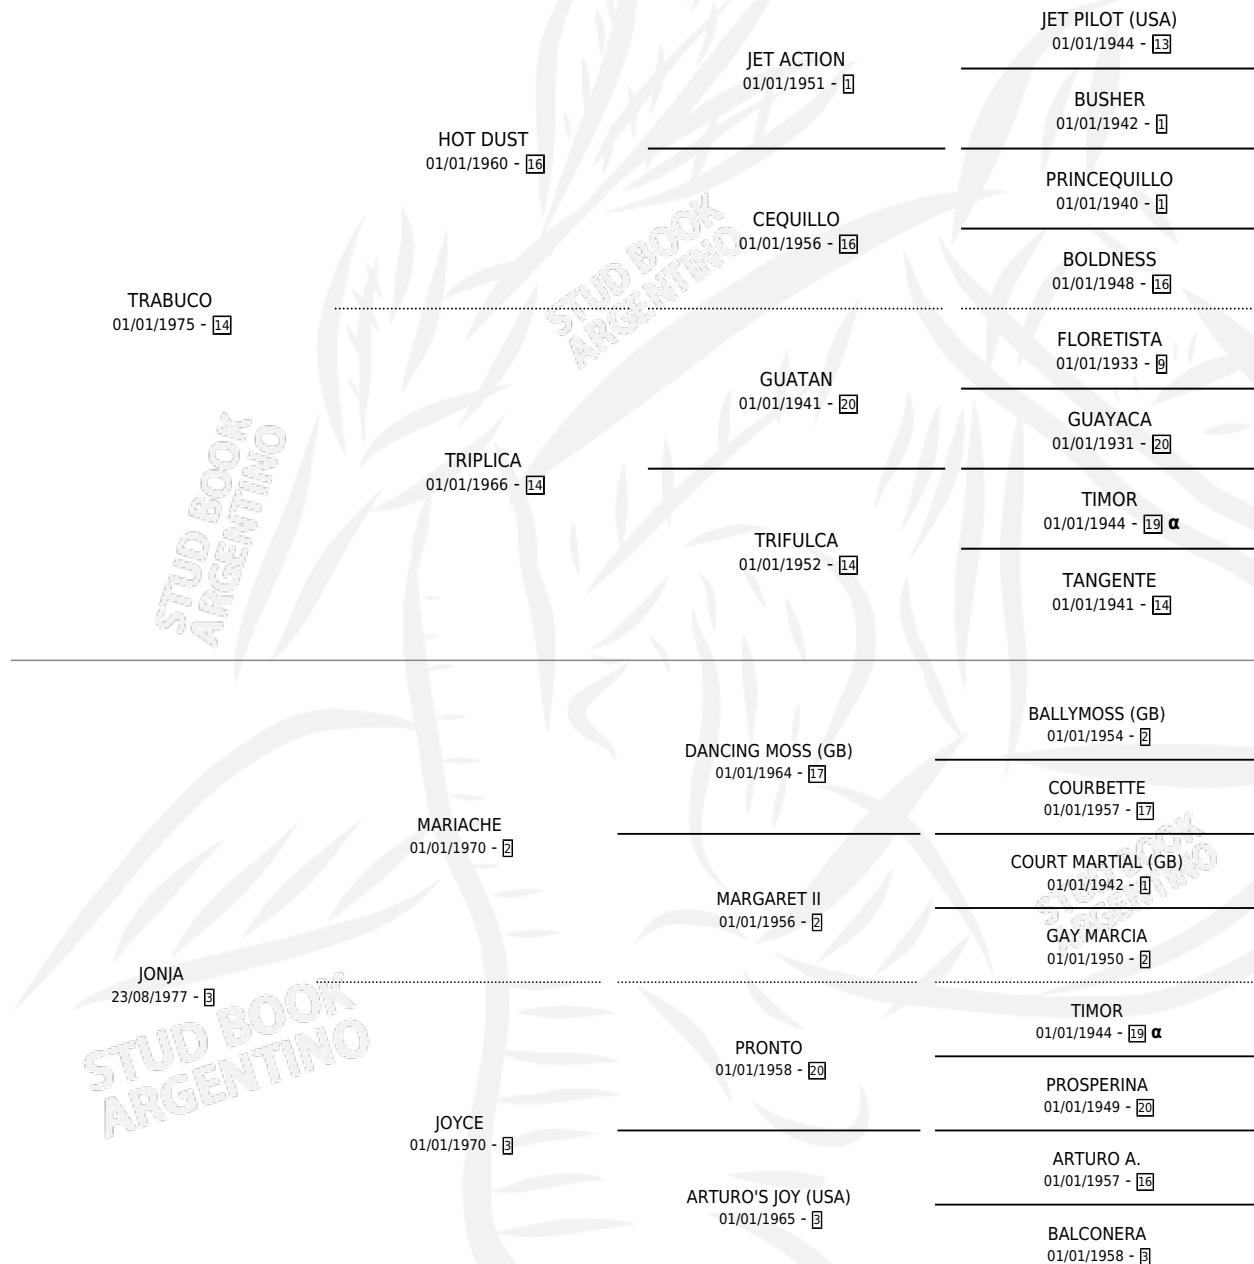 JET PILOT (USA)
01/01/1944 - 13
JET ACTION
01/01/1951 - 1
BUSHER
01/01/1942 - 1
HOT DUST
01/01/1960 - 16
PRINCEQUILLO
01/01/1940 - 1
CEQUILLO
01/01/1956 - 16
BOLDNESS
01/01/1948 - 16
TRABUCO
01/01/1975 - 14
FLORETISTA
01/01/1933 - 9
GUATAN
01/01/1941 - 20
GUAYACA
01/01/1931 - 20
TRIPLICA
01/01/1966 - 14
TIMOR
01/01/1944 - 19 α
TRIFULCA
01/01/1952 - 14
TANGENTE
01/01/1941 - 14
STUD BOOK
ARGENTINO
STUD BOOK
ARGENTINO
BALLYMOSS (GB)
01/01/1954 - 2
DANCING MOSS (GB)
01/01/1964 - 17
COURBETTE
01/01/1957 - 17
MARIACHE
01/01/1970 - 2
COURT MARTIAL (GB)
01/01/1942 - 1
MARGARET II
01/01/1956 - 2
GAY MARCIA
01/01/1950 - 2
JONJA
23/08/1977 - 3
TIMOR
01/01/1944 - 19 α
PRONTO
01/01/1958 - 20
PROSPERINA
01/01/1949 - 20
JOYCE
01/01/1970 - 3
ARTURO A.
01/01/1957 - 16
ARTURO'S JOY (USA)
01/01/1965 - 3
BALCONERA
01/01/1958 - 3
STUD BOOK
ARGENTINO
STUD BOOK
ARGENTINO